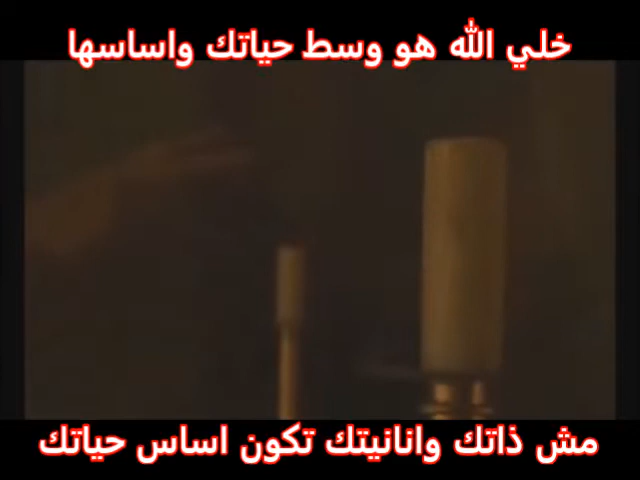 خلي الله هو وسط حياتك واساسها
مش ذاتك وانانيتك تكون اساس حياتك